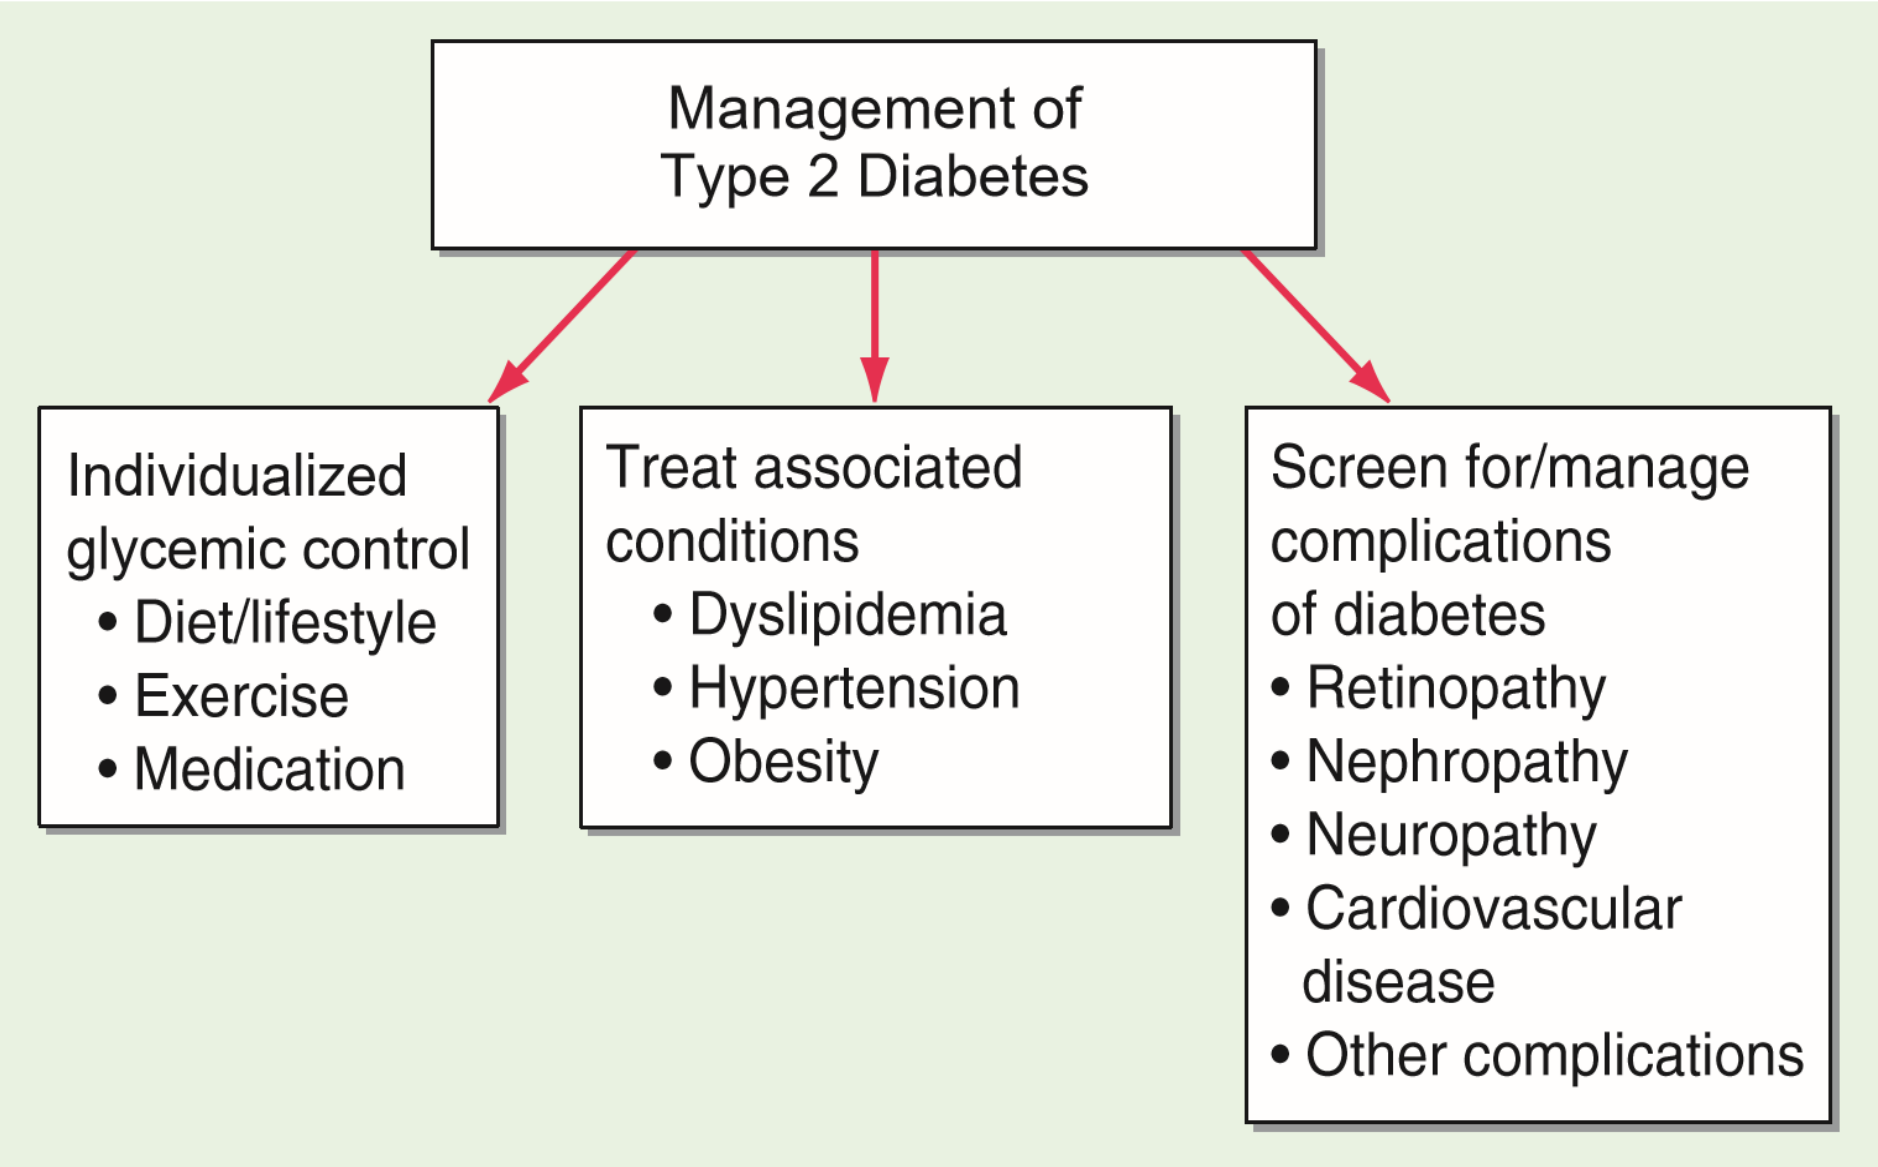 Management of
Type 2 Diabetes
Individualized
glycemic control
• Diet/lifestyle
• Exercise
• Medication
Treat associated
conditions
• Dyslipidemia
• Hypertension
• Obesity
Screen for/manage
complications
of diabetes
• Retinopathy
• Nephropathy
• Neuropathy
• Cardiovascular
disease
• Other complications